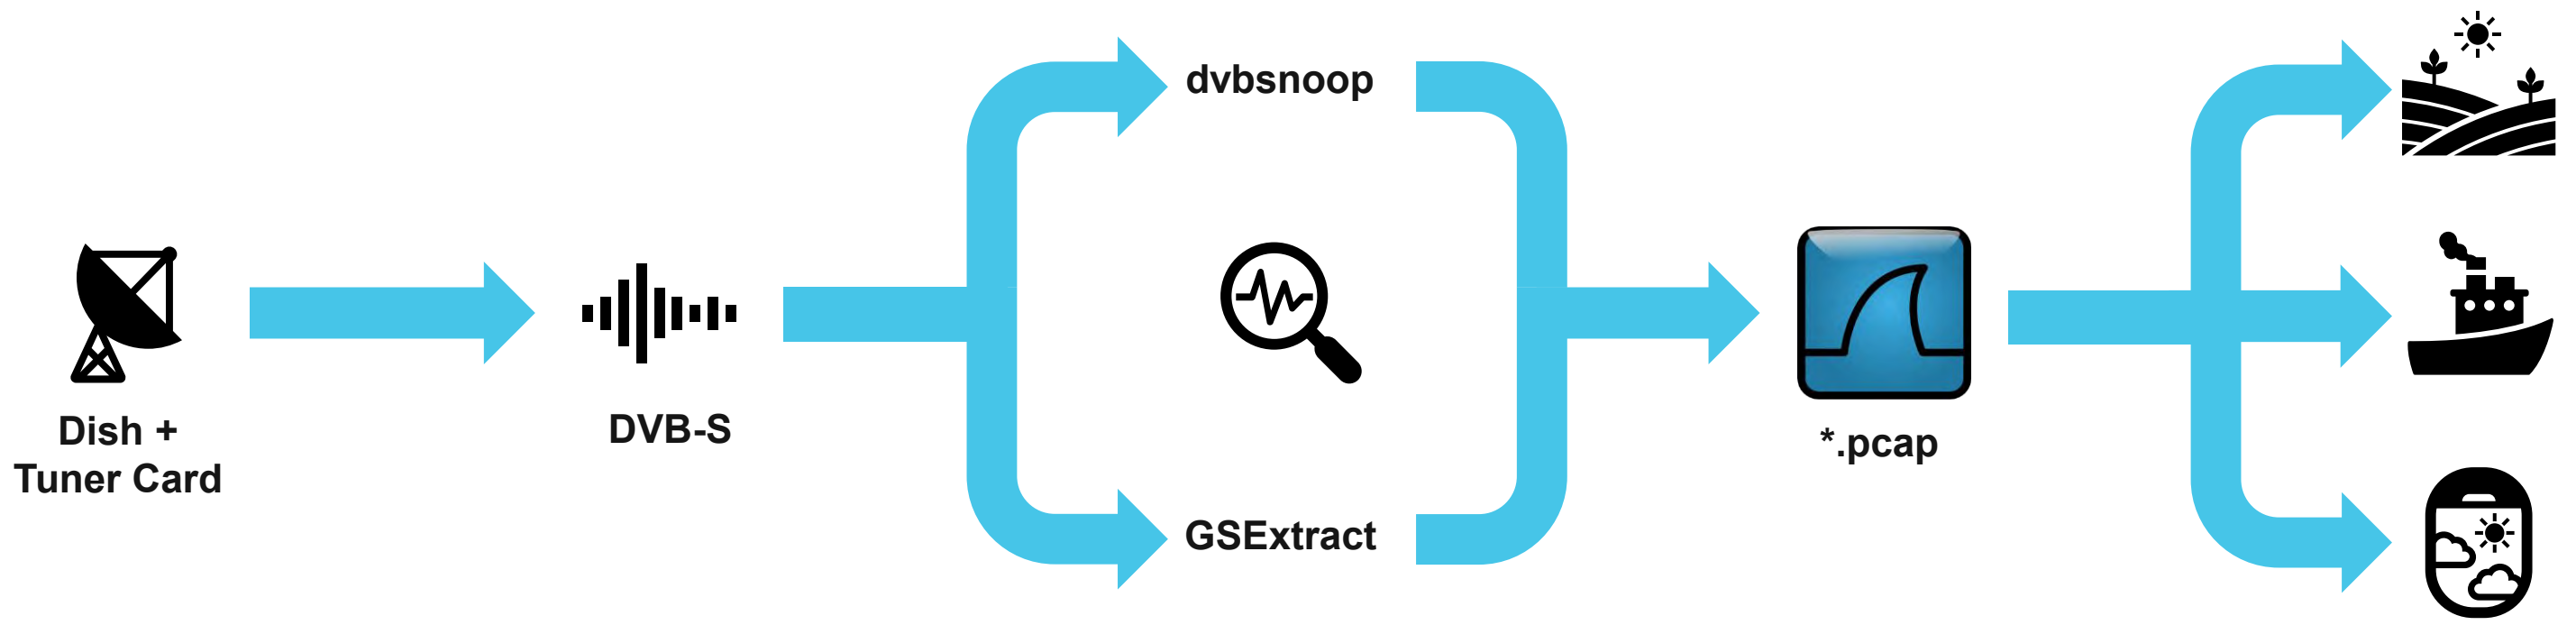 dvbsnoop
Dish +
Tuner Card
DVB-S
*.pcap
GSExtract